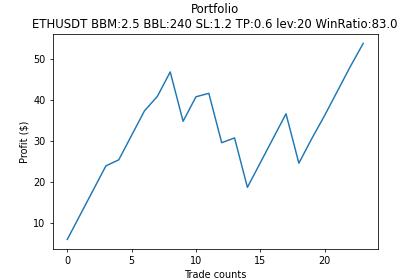 Portfolio
ETHUSDT BBM:2.5 BBL:240 SL:1.2 TP:0.6 lev:20 WinRatio:83.0
50
40
30
20
10
Profit ($)
0 5 10 15 20
Trade counts